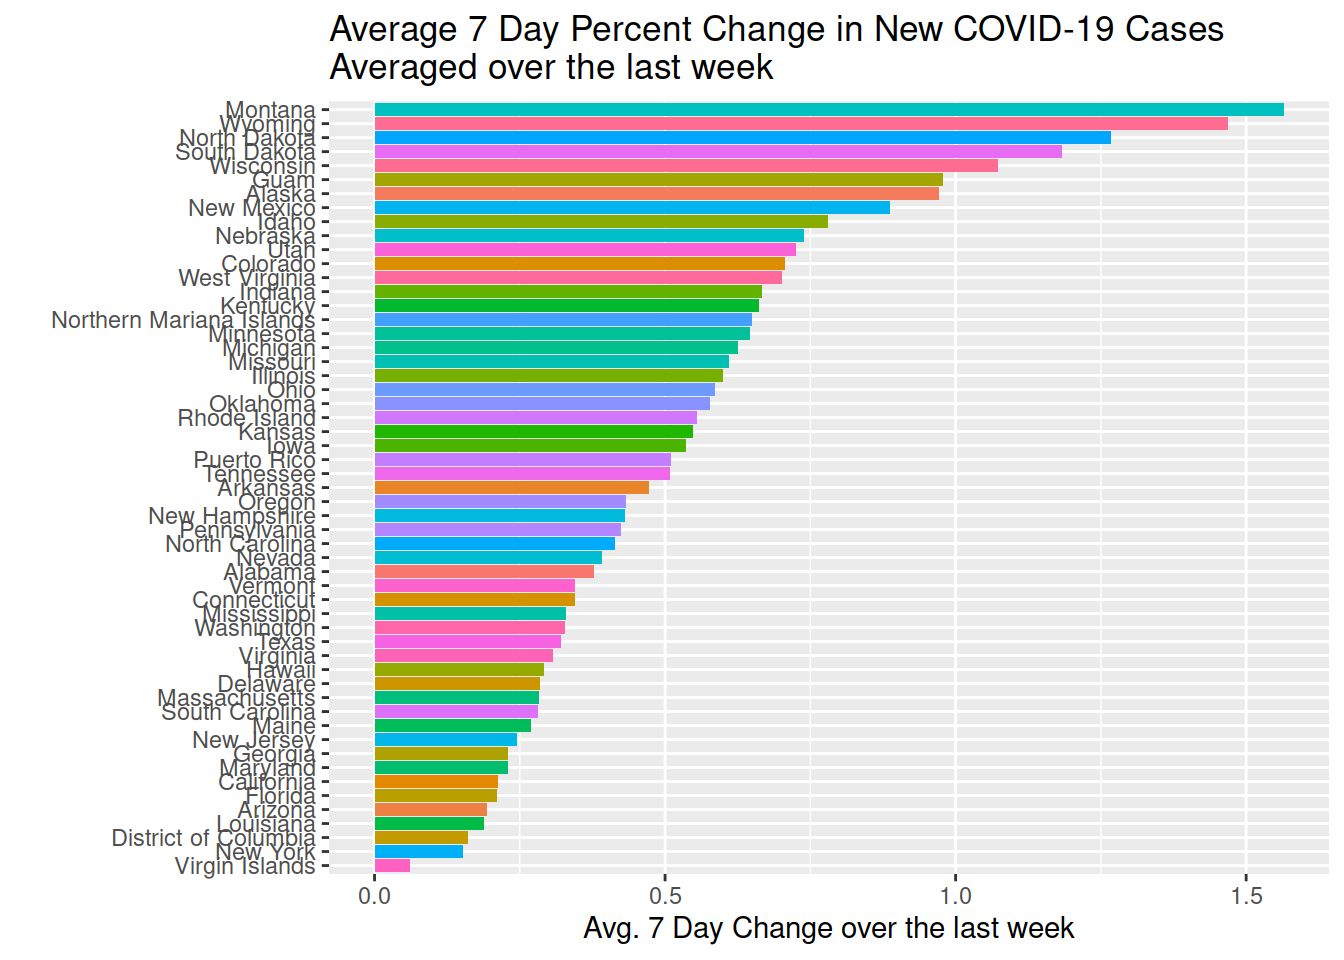 Average 7 Day Percent Change in New COVID-19 Cases
Averaged over the last week
Montana
Wyoming
North Dakota
South Dakota
Wisconsin
Guam
Alaska
New Mexico
Idaho
Nebraska
Utah
Colorado
West Virginia
Indiana
Kentucky
Northern Mariana Islands
Minnesota
Michigan
Missouri
Illinois
Ohio
Oklahoma
Rhode Island
Kansas
Iowa
Puerto Rico
Tennessee
Arkansas
Oregon
New Hampshire
Pennsylvania
North Carolina
Nevada
Alabama
Vermont
Connecticut
Mississippi
Washington
Texas
Virginia
Hawaii
Delaware
Massachusetts
South Carolina
Maine
New Jersey
Georgia
Maryland
California
Florida
Arizona
Louisiana
District of Columbia
New York
Virgin Islands
0.0 0.5 1.0 1.5
Avg. 7 Day Change over the last week